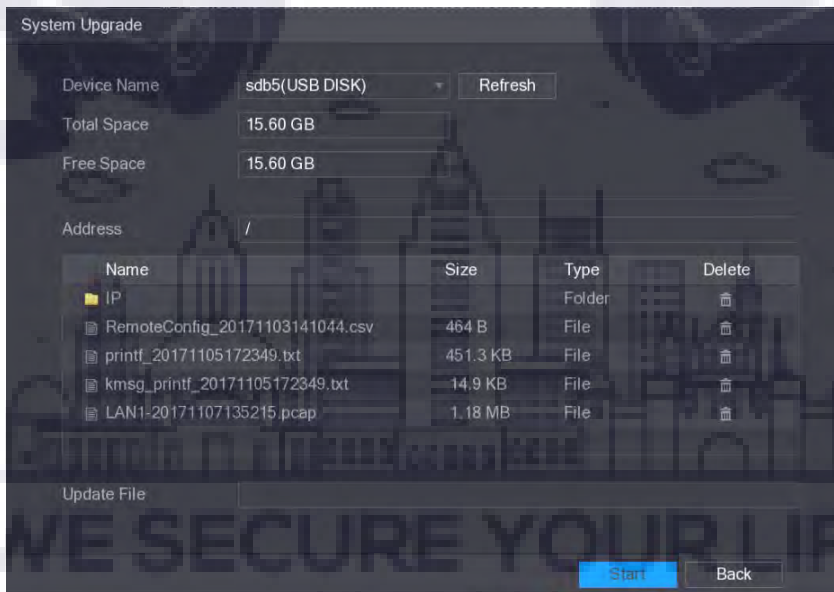 System Upgrade
Device Name sdb5(USB DISK) Refresh
Total Space 15.60 GB
Free Space 15.60 GB
Address /
Name Size Type Delete
IP Folder
RemoteConfig_20171103141044.csv 464 B File
printf_20171105172349.txt 451.3 KB File
kmsg_printf_20171105172349.txt 14.9 KB File
LAN1-20171107135215.pcap 1.18 MB File
Update File
WE SECURE YOUR LIF
Start Back